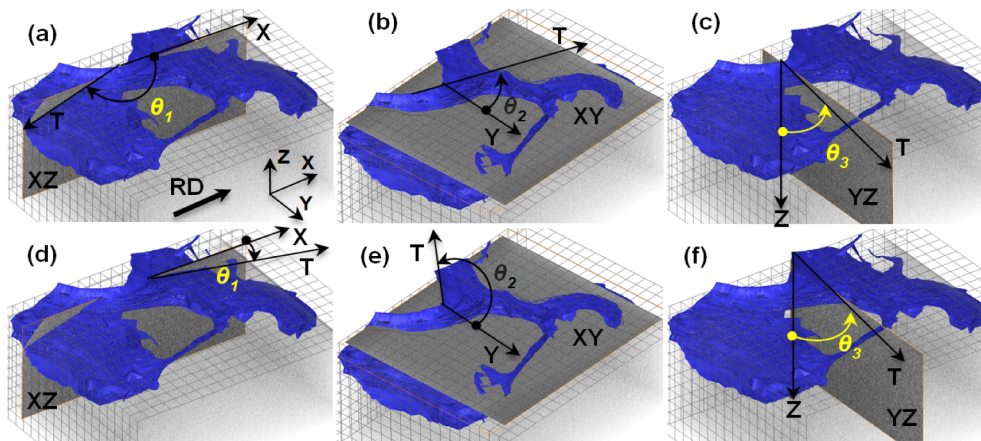 (a)
X
θ1
T
XZ
RD
Z
X
Y
(b)
T
θ2
Y
XY
(c)
θ3
T
YZ
Z
(d)
X
T
θ1
XZ
(e)
T
θ2
Y
XY
(f)
θ3
T
Z
YZ